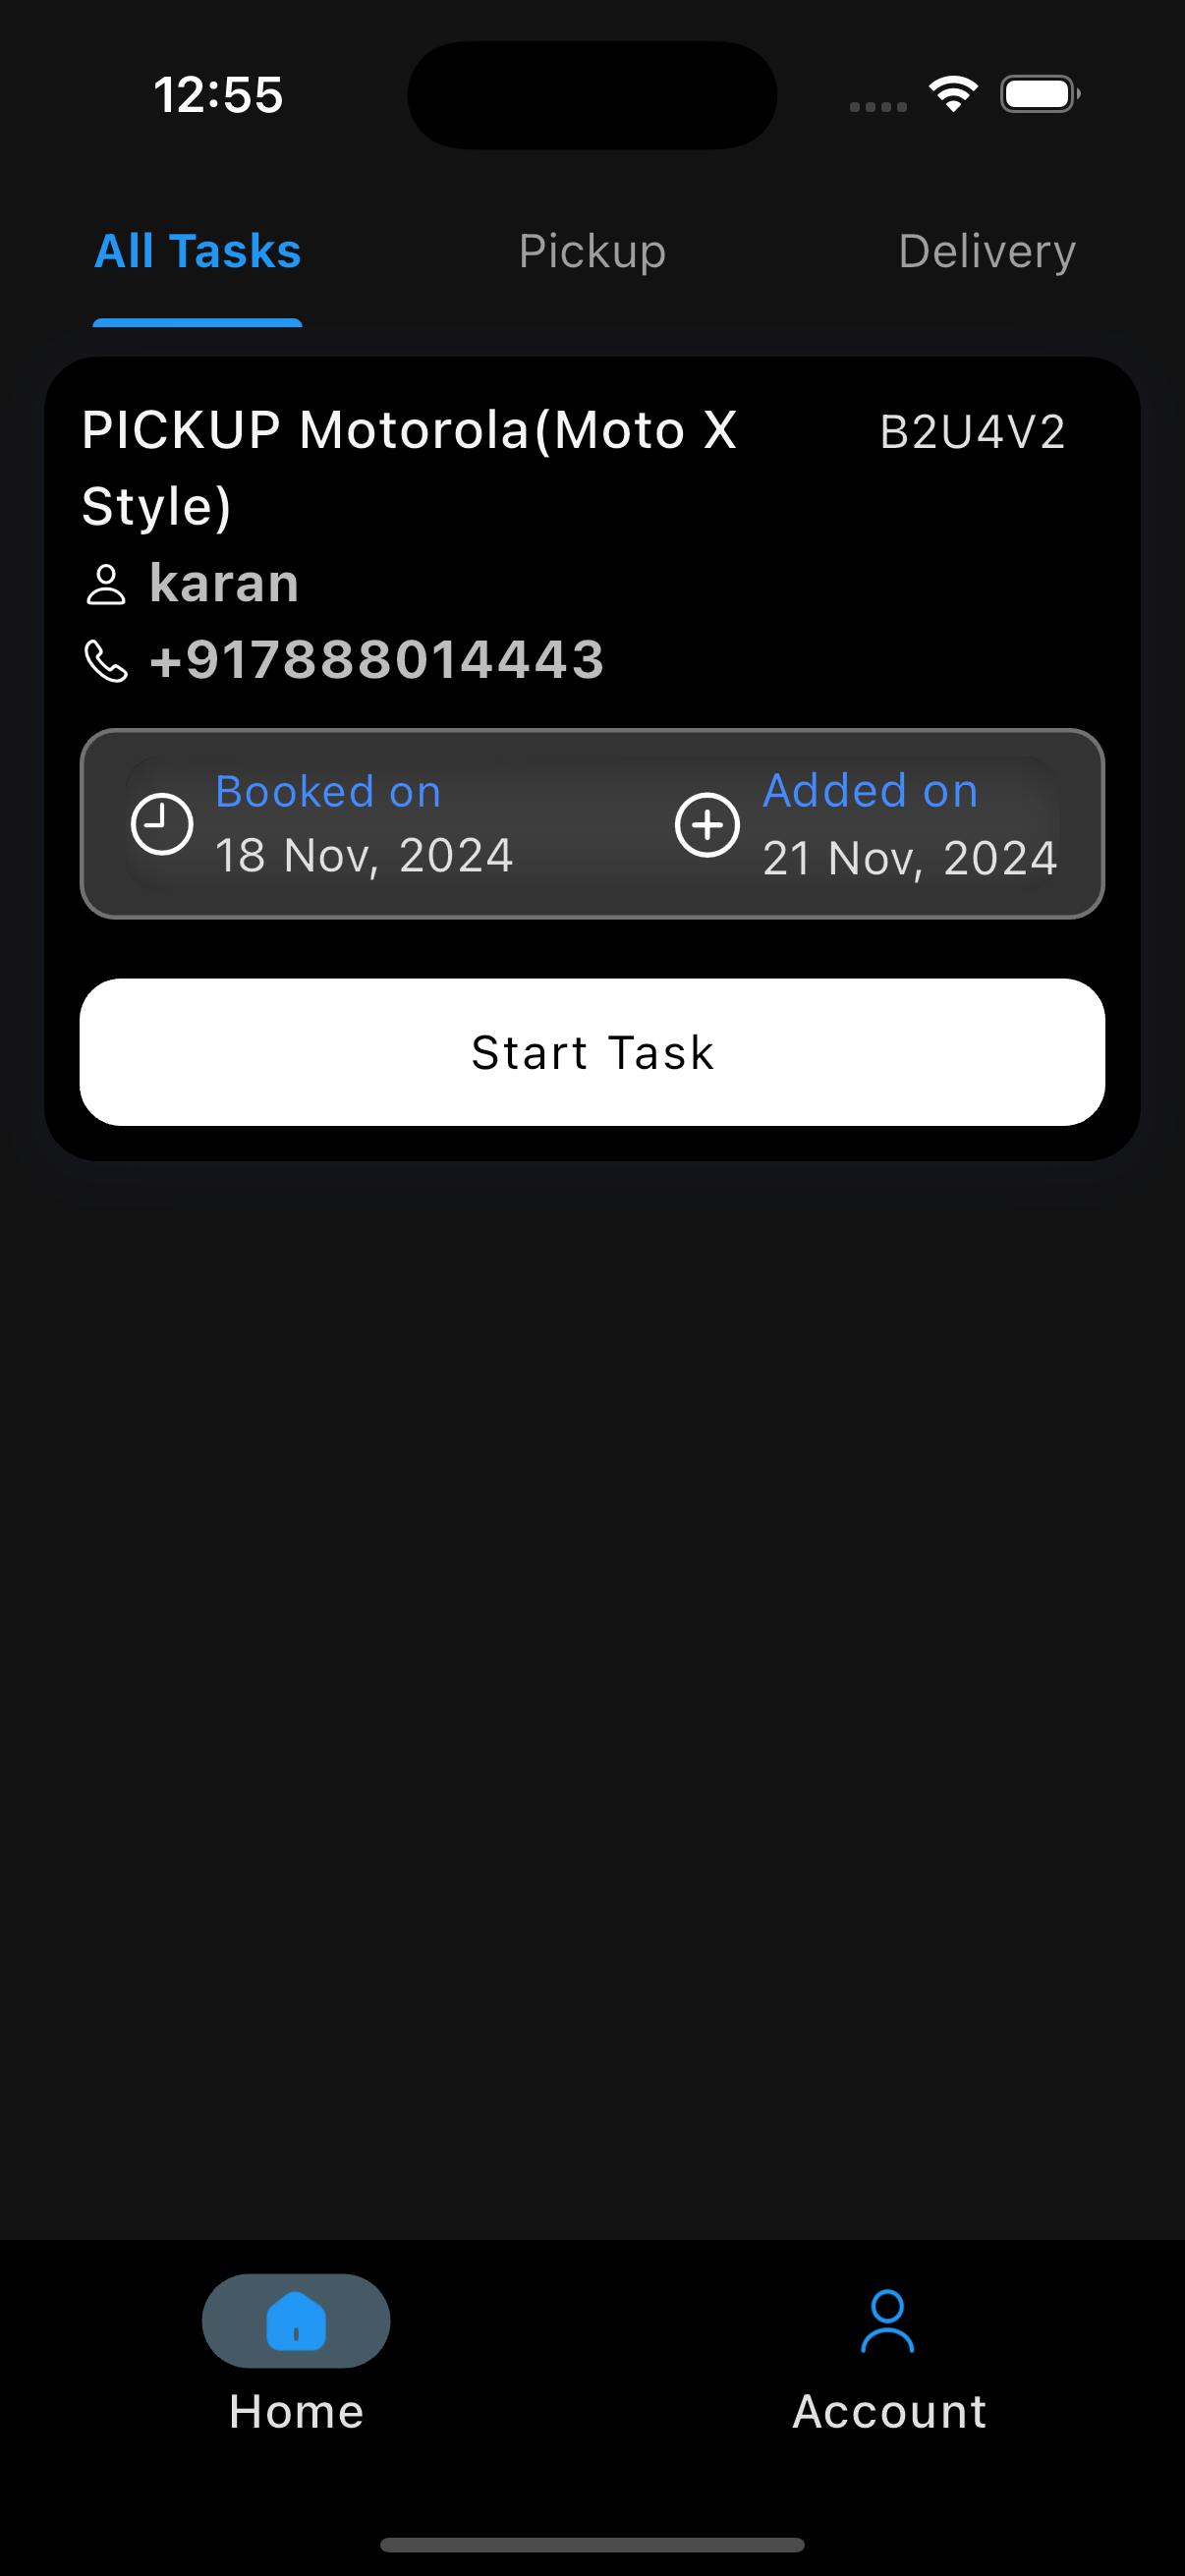 12:55
All Tasks
Pickup
Delivery
PICKUP Motorola(Moto X
Style)
B2U4V2
karan
+917888014443
Booked on
18 Nov, 2024
Added on
21 Nov, 2024
Start Task
Home
Account